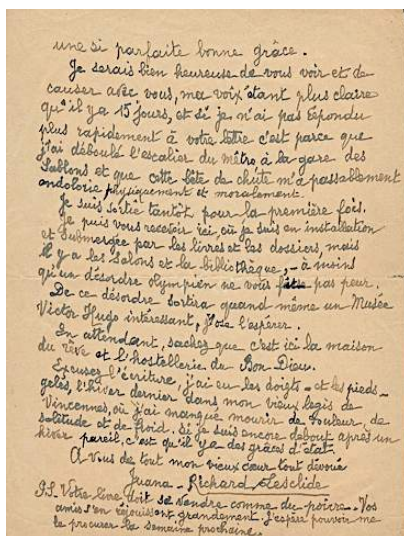 une si parfaite bonne grâce.
Je serais bien heureuse de vous voir et de
causer avec vous, ma voix étant plus claire
qu'il y a 15 jours, et si je n'ai pas répondu
plus rapidement à votre lettre c'est parce que
j'ai déboulé l'escalier du métro à la gare des
Sablons et que cette bête de chute m'a passablement
endolorie physiquement et moralement.
Je suis sortie tantôt pour la première fois.
Je puis vous recevoir ici, où je suis en installation
et submergée par les livres et les dossiers, mais
il y a les salons et la bibliothèque, - à moins
qu'un désordre olympien ne vous fasse pas peur.
De ce désordre sortira quand même un Musée
Victor Hugo intéressant, j'ose l'espérer.
En attendant, sachez que c'est ici la maison
du rêve et l'hostellerie du Bon Dieu.
Excusez l'écriture, j'ai eu les doigts - et les pieds -
gelés, l'hiver dernier dans mon vieux logis de
Vincennes, où j'ai manqué mourir de douleur, de
solitude et de froid. Si je suis encore debout après un
hiver pareil, c'est qu'il y a des grâces d'état.
A vous de tout mon vieux cœur tout dévoué
Juana - Richard Lesclide
P.S. Votre livre doit se vendre comme du poivre. Vos
amis s'en réjouissent grandement. J'espère pouvoir me
le procurer la semaine prochaine.